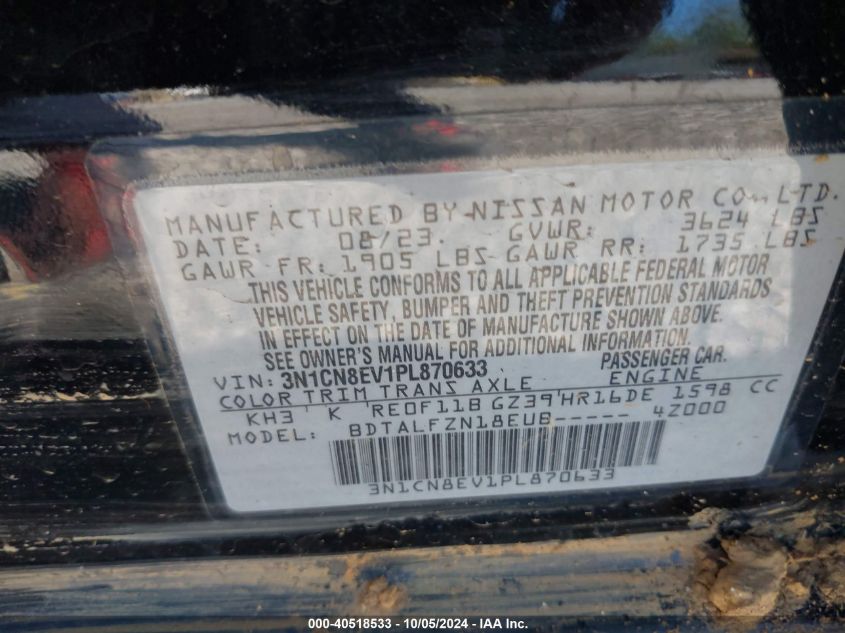 MANUFACTURED BY NISSAN MOTOR CO., LTD.
DATE: 08/23. GVWR: 3624 LBS
GAWR FR: 1905 LBS GAWR RR: 1735 LBS
THIS VEHICLE CONFORMS TO ALL APPLICABLE FEDERAL MOTOR
VEHICLE SAFETY, BUMPER AND THEFT PREVENTION STANDARDS
IN EFFECT ON THE DATE OF MANUFACTURE SHOWN ABOVE.
SEE OWNER'S MANUAL FOR ADDITIONAL INFORMATION.
VIN: 3N1CN8EV1PL870633 PASSENGER CAR.
COLOR TRIM TRANS AXLE ENGINE
KH3 K RE0F11B GZ39 HR16DE 1598 CC
MODEL: BDTALFZN18EUB----- 4Z000
3N1CN8EV1PL870633
000-40518533 - 10/05/2024 - IAA Inc.